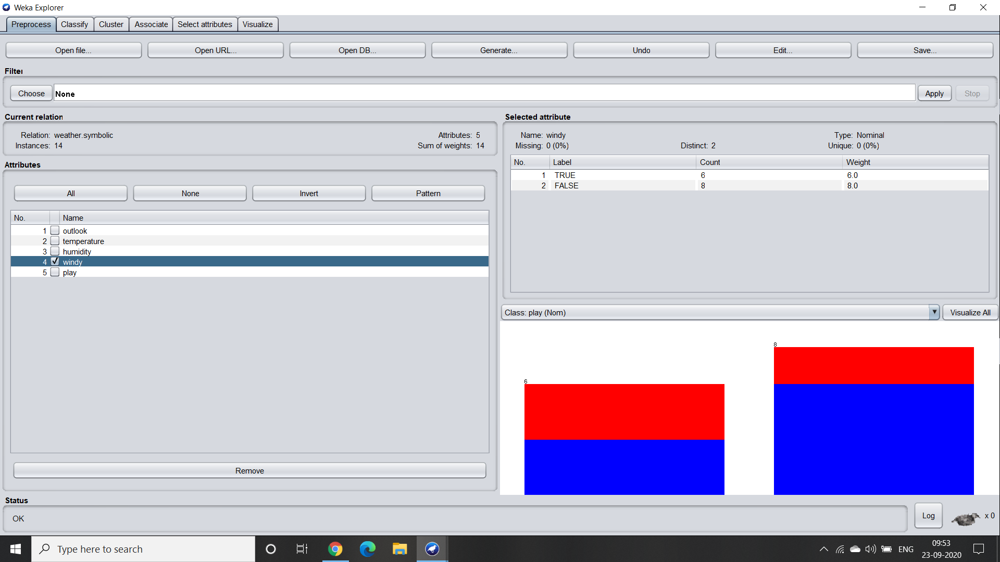 Weka Explorer
Preprocess Classify Cluster Associate Select attributes Visualize
Open file... Open URL... Open DB... Generate... Undo Edit... Save...
Filter
Choose None Apply Stop
Current relation
Relation: weather.symbolic Attributes: 5
Instances: 14 Sum of weights: 14
Attributes
All None Invert Pattern
No. Name
1 outlook
2 temperature
3 humidity
4 windy
5 play
Remove
Selected attribute
Name: windy Type: Nominal
Missing: 0 (0%) Distinct: 2 Unique: 0 (0%)
No. Label Count Weight
1 TRUE 6 6.0
2 FALSE 8 8.0
Class: play (Nom) Visualize All
8
6
Status
OK Log x 0
Type here to search ENG 09:53
23-09-2020